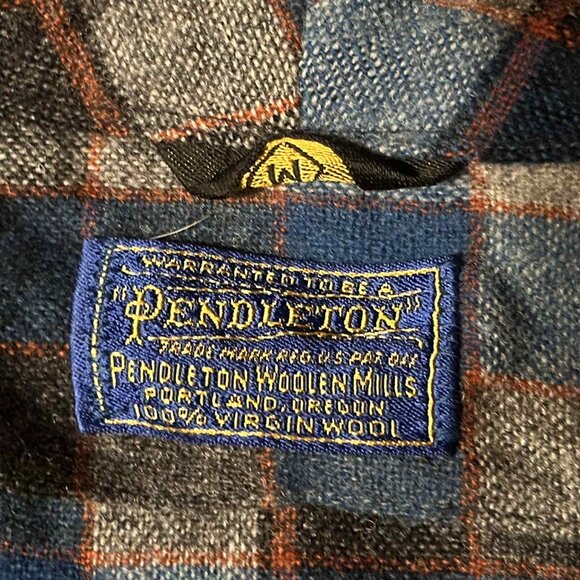 M
WARRANTED TO BE A
"PENDLETON"
TRADE MARK REG. U.S. PAT. OFF.
PENDLETON WOOLEN MILLS
PORTLAND, OREGON
100% VIRGIN WOOL